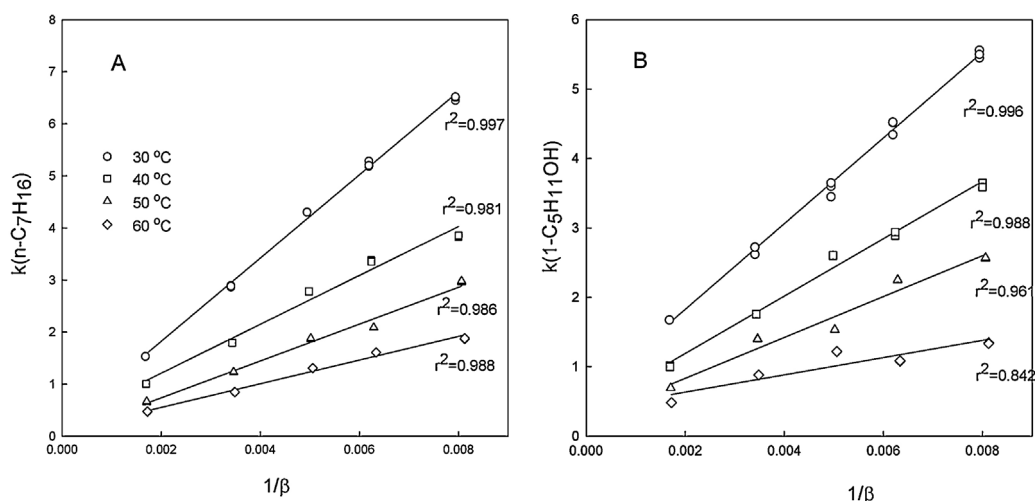 A
k(n-C7H16)
8
7
6
5
4
3
2
1
0
30 °C
40 °C
50 °C
60 °C
r²=0.997
r²=0.981
r²=0.986
r²=0.988
0.000
0.002
0.004
0.006
0.008
1/β
B
k(1-C5H11OH)
6
5
4
3
2
1
0
r²=0.996
r²=0.988
r²=0.961
r²=0.842
0.000
0.002
0.004
0.006
0.008
1/β